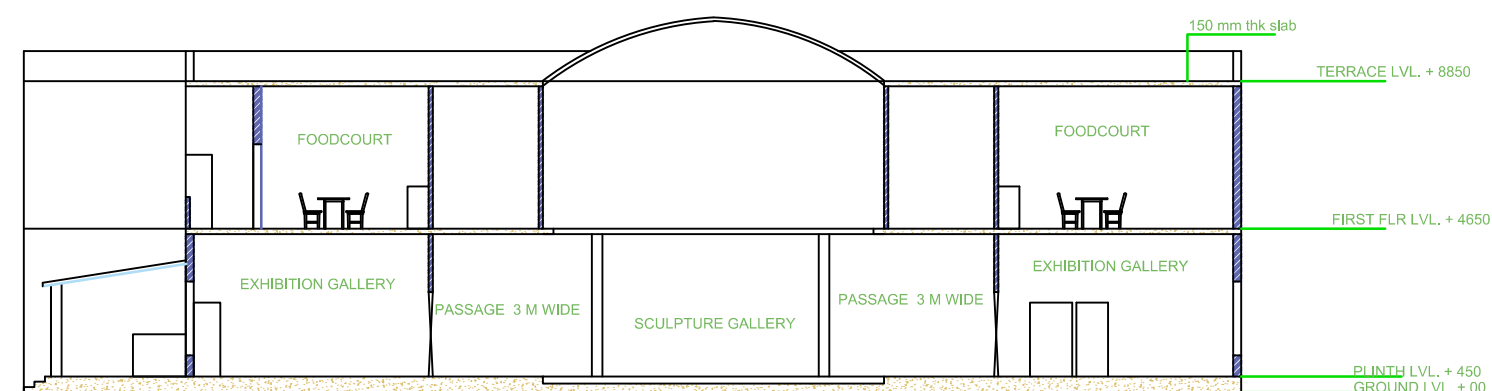 150 mm thk slab
TERRACE LVL. + 8850
FOODCOURT
FOODCOURT
FIRST FLR LVL. + 4650
EXHIBITION GALLERY
EXHIBITION GALLERY
PASSAGE 3 M WIDE
PASSAGE 3 M WIDE
SCULPTURE GALLERY
PLINTH LVL. + 450
GROUND LVL. + 00